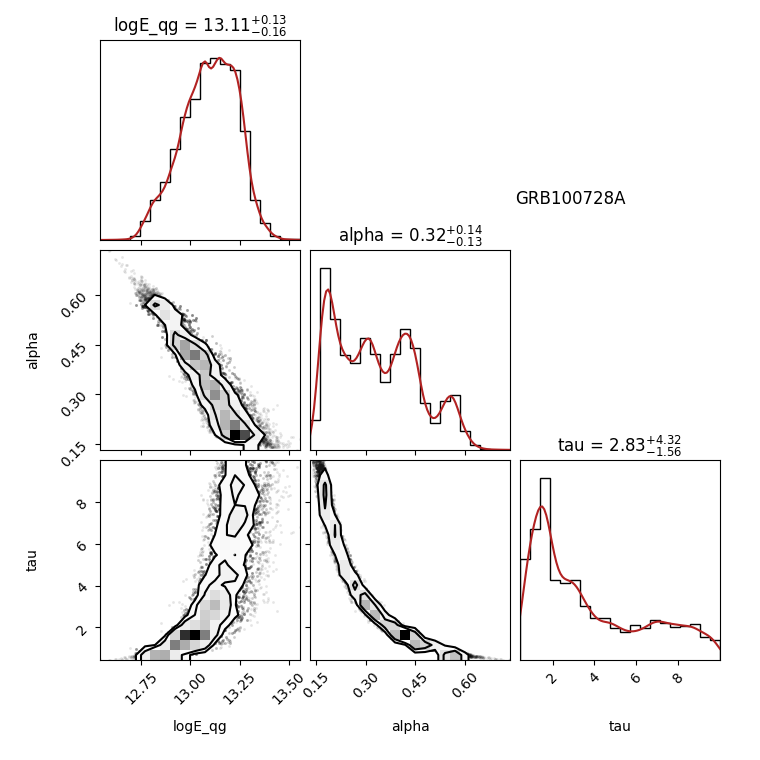 logE_qg = 13.11+0.13−0.16
GRB100728A
alpha = 0.32+0.14−0.13
alpha
0.60
0.45
0.30
0.15
tau = 2.83+4.32−1.56
tau
8
6
4
2
12.75 13.00 13.25 13.50 0.15 0.30 0.45 0.60 2 4 6 8
logE_qg alpha tau